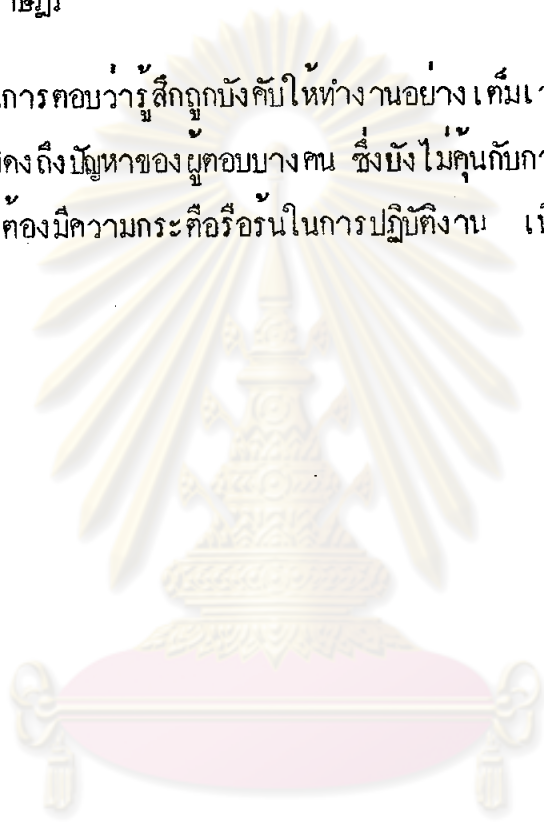 การตอบว่ารู้สึกถูกบังคับให้ทำงานอย่างเต็มเ
ถึงปัญหาของผู้ตอบบางคน ซึ่งยังไม่คุ้นกับกา
ต้องมีความกระตือรือร้นในการปฏิบัติงาน